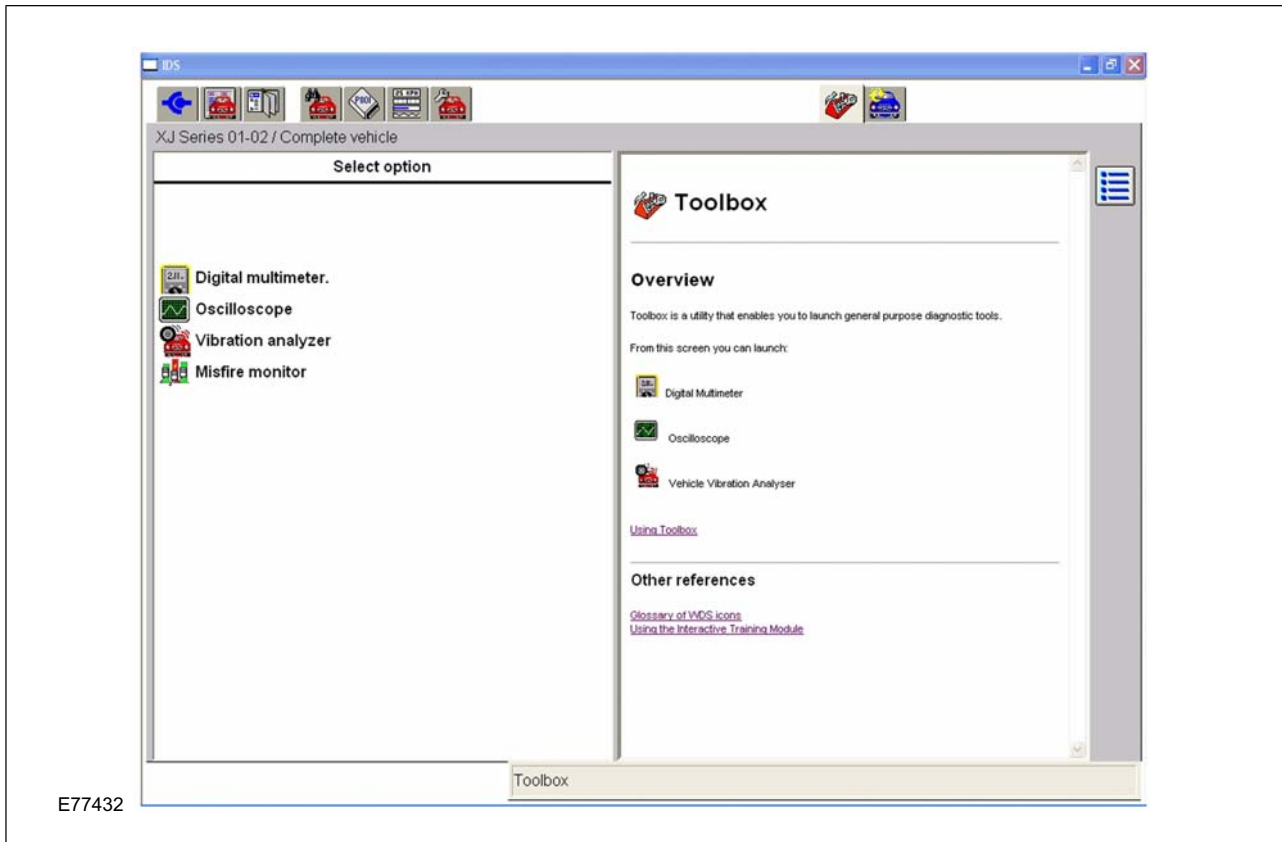 IDS
P1101
25 KPH
XJ Series 01-02 / Complete vehicle
Select option
Digital multimeter.
Oscilloscope
Vibration analyzer
Misfire monitor
Toolbox
Overview
Toolbox is a utility that enables you to launch general purpose diagnostic tools.
From this screen you can launch:
Digital Multimeter
Oscilloscope
Vehicle Vibration Analyser
Using Toolbox
Other references
Glossary of WDS icons
Using the Interactive Training Module
Toolbox
E77432